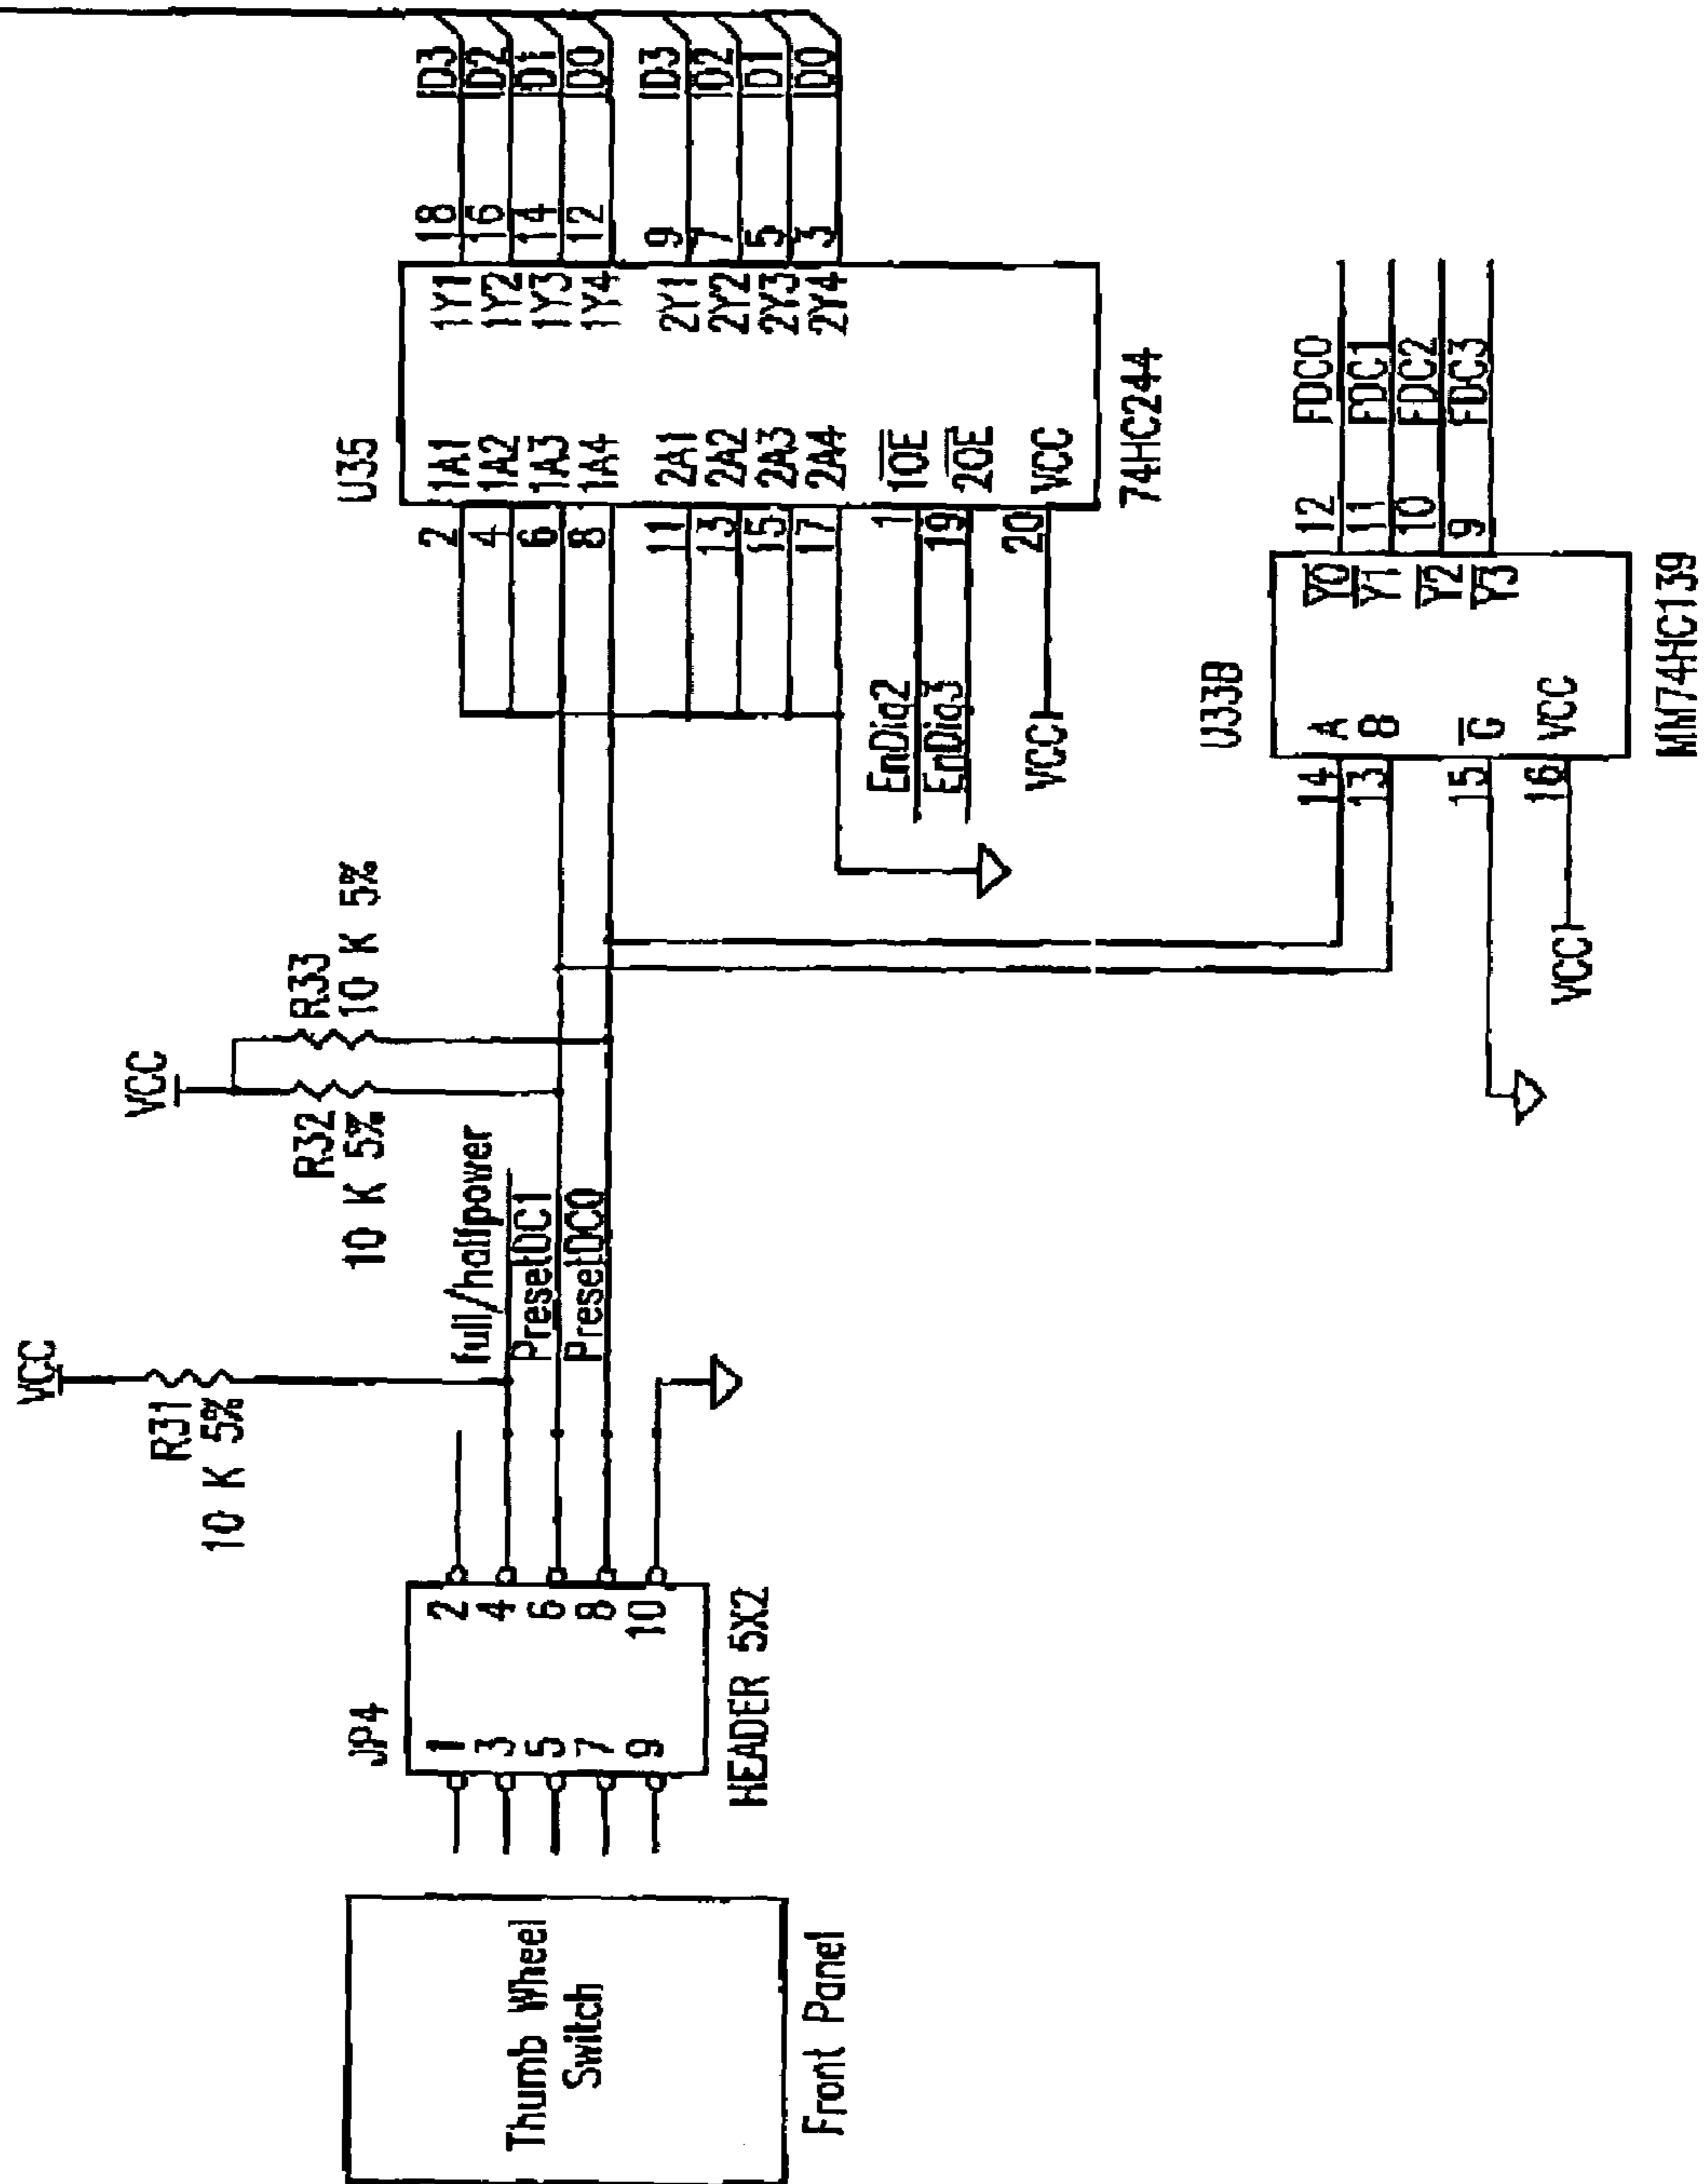 VCC
R31
10 K 5%
VCC
R32
10 K 5%
R33
10 K 5%
Thumb Wheel
Switch
Front Panel
JP4
1
3
5
7
9
2
4
6
8
10
HEADER 5X2
full/halfpower
PresetDC1
PresetDC0
U35
2
4
6
8
11
13
15
17
1
19
20
1A1
1A2
1A3
1A4
2A1
2A2
2A3
2A4
1OE
2OE
VCC
1Y1
1Y2
1Y3
1Y4
2Y1
2Y2
2Y3
2Y4
18
16
14
12
9
7
5
3
ID3
ID2
ID1
ID0
ID3
ID2
ID1
ID0
74HC244
EnDig2
EnDig3
VCC
U33B
14
13
15
16
A
B
G
VCC
Y0
Y1
Y2
Y3
12
11
10
9
FDC0
FDC1
FDC2
FDC3
VCC
MM74HC139